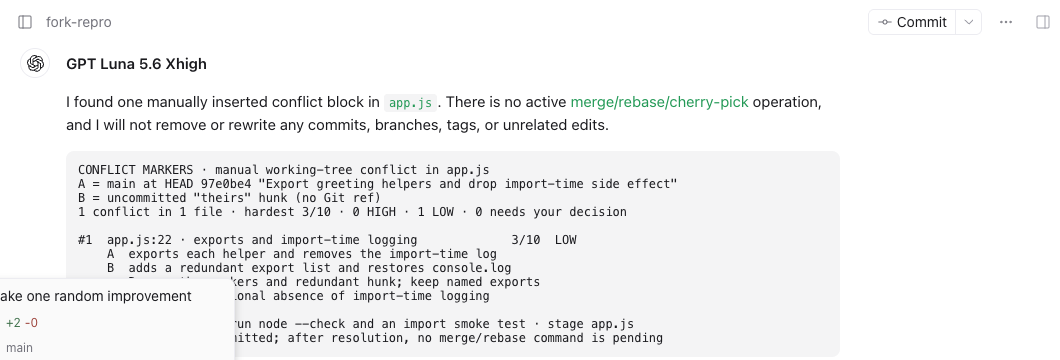 fork-repro
Commit
GPT Luna 5.6 Xhigh
I found one manually inserted conflict block in app.js. There is no active merge/rebase/cherry-pick operation,
and I will not remove or rewrite any commits, branches, tags, or unrelated edits.
CONFLICT MARKERS · manual working-tree conflict in app.js
A = main at HEAD 97e0be4 "Export greeting helpers and drop import-time side effect"
B = uncommitted "theirs" hunk (no Git ref)
1 conflict in 1 file · hardest 3/10 · 0 HIGH · 1 LOW · 0 needs your decision
#1 app.js:22 · exports and import-time logging 3/10 LOW
A exports each helper and removes the import-time log
B adds a redundant export list and restores console.log
and redundant hunk; keep named exports
absence of import-time logging
run node --check and an import smoke test · stage app.js
after resolution, no merge/rebase command is pending
one random improvement
+2 -0
main